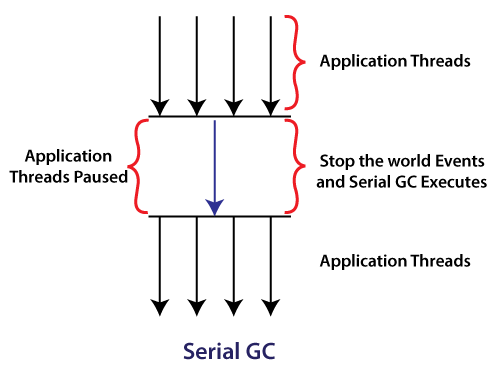 Application Threads
Application
Threads Paused
Stop the world Events
and Serial GC Executes
Application Threads
Serial GC